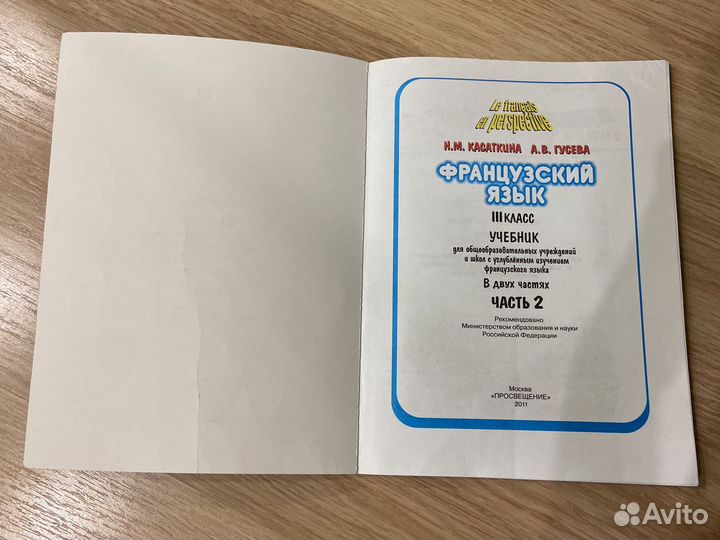 Le français
en perspective
Н.М. КАСАТКИНА А.В. ГУСЕВА
ФРАНЦУЗСКИЙ
ЯЗЫК
III КЛАСС
УЧЕБНИК
для общеобразовательных учреждений
и школ с углублённым изучением
французского языка
В двух частях
ЧАСТЬ 2
Рекомендовано
Министерством образования и науки
Российской Федерации
Москва
«ПРОСВЕЩЕНИЕ»
2011
Avito